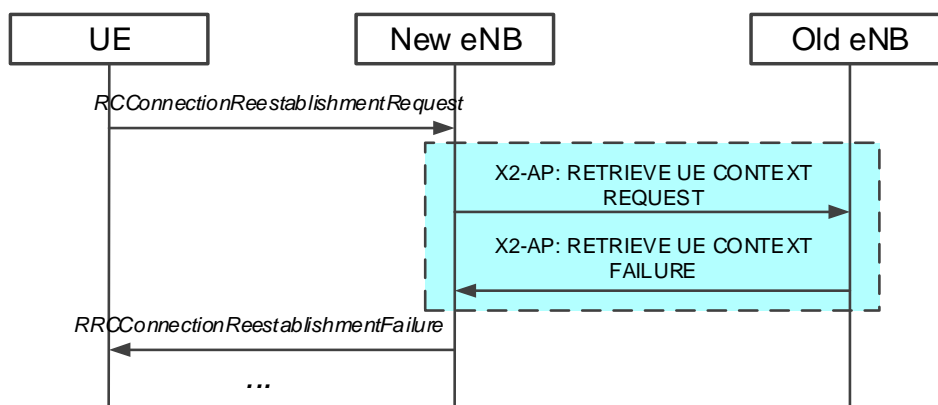 UE
New eNB
Old eNB
RCConnectionReestablishmentRequest
X2-AP: RETRIEVE UE CONTEXT
REQUEST
X2-AP: RETRIEVE UE CONTEXT
FAILURE
RRCConnectionReestablishmentFailure
...